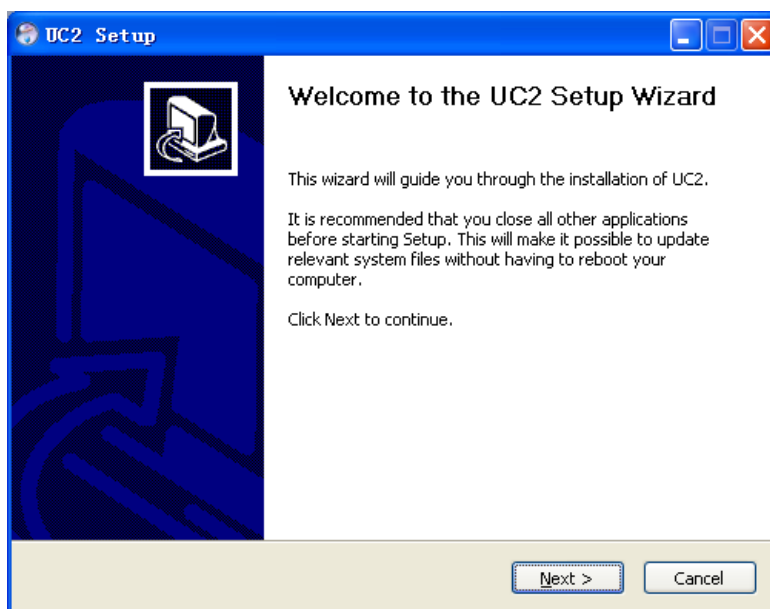 UC2 Setup
Welcome to the UC2 Setup Wizard
This wizard will guide you through the installation of UC2.
It is recommended that you close all other applications
before starting Setup. This will make it possible to update
relevant system files without having to reboot your
computer.
Click Next to continue.
Next >
Cancel